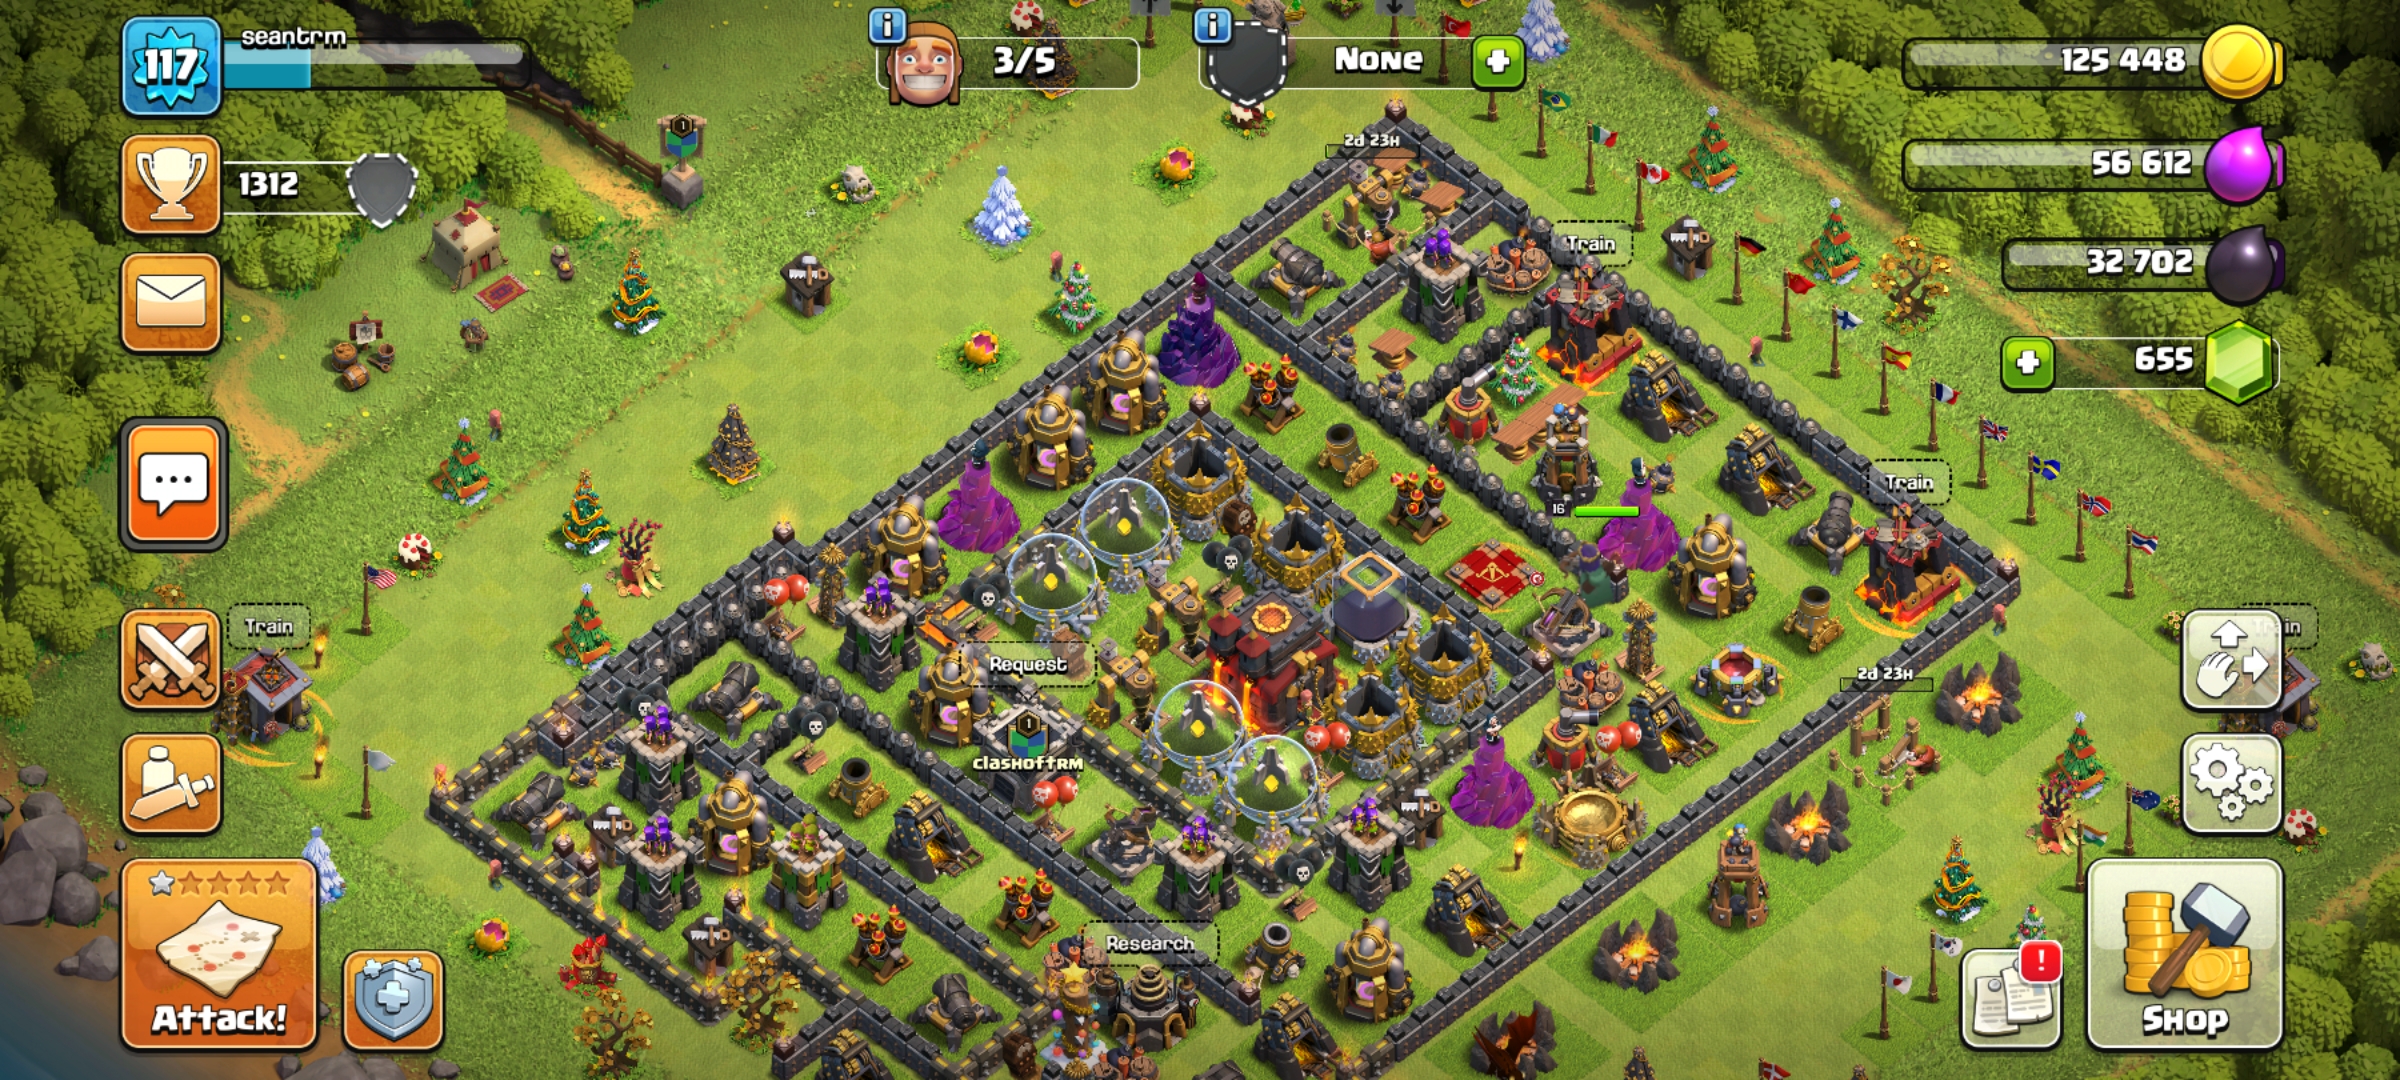 117
seantrm
3/5
None
125 448
1312
56 612
32 702
655
2d 23h
Train
Train
16
Train
Request
clashoftrm
2d 23h
Research
Attack!
Shop